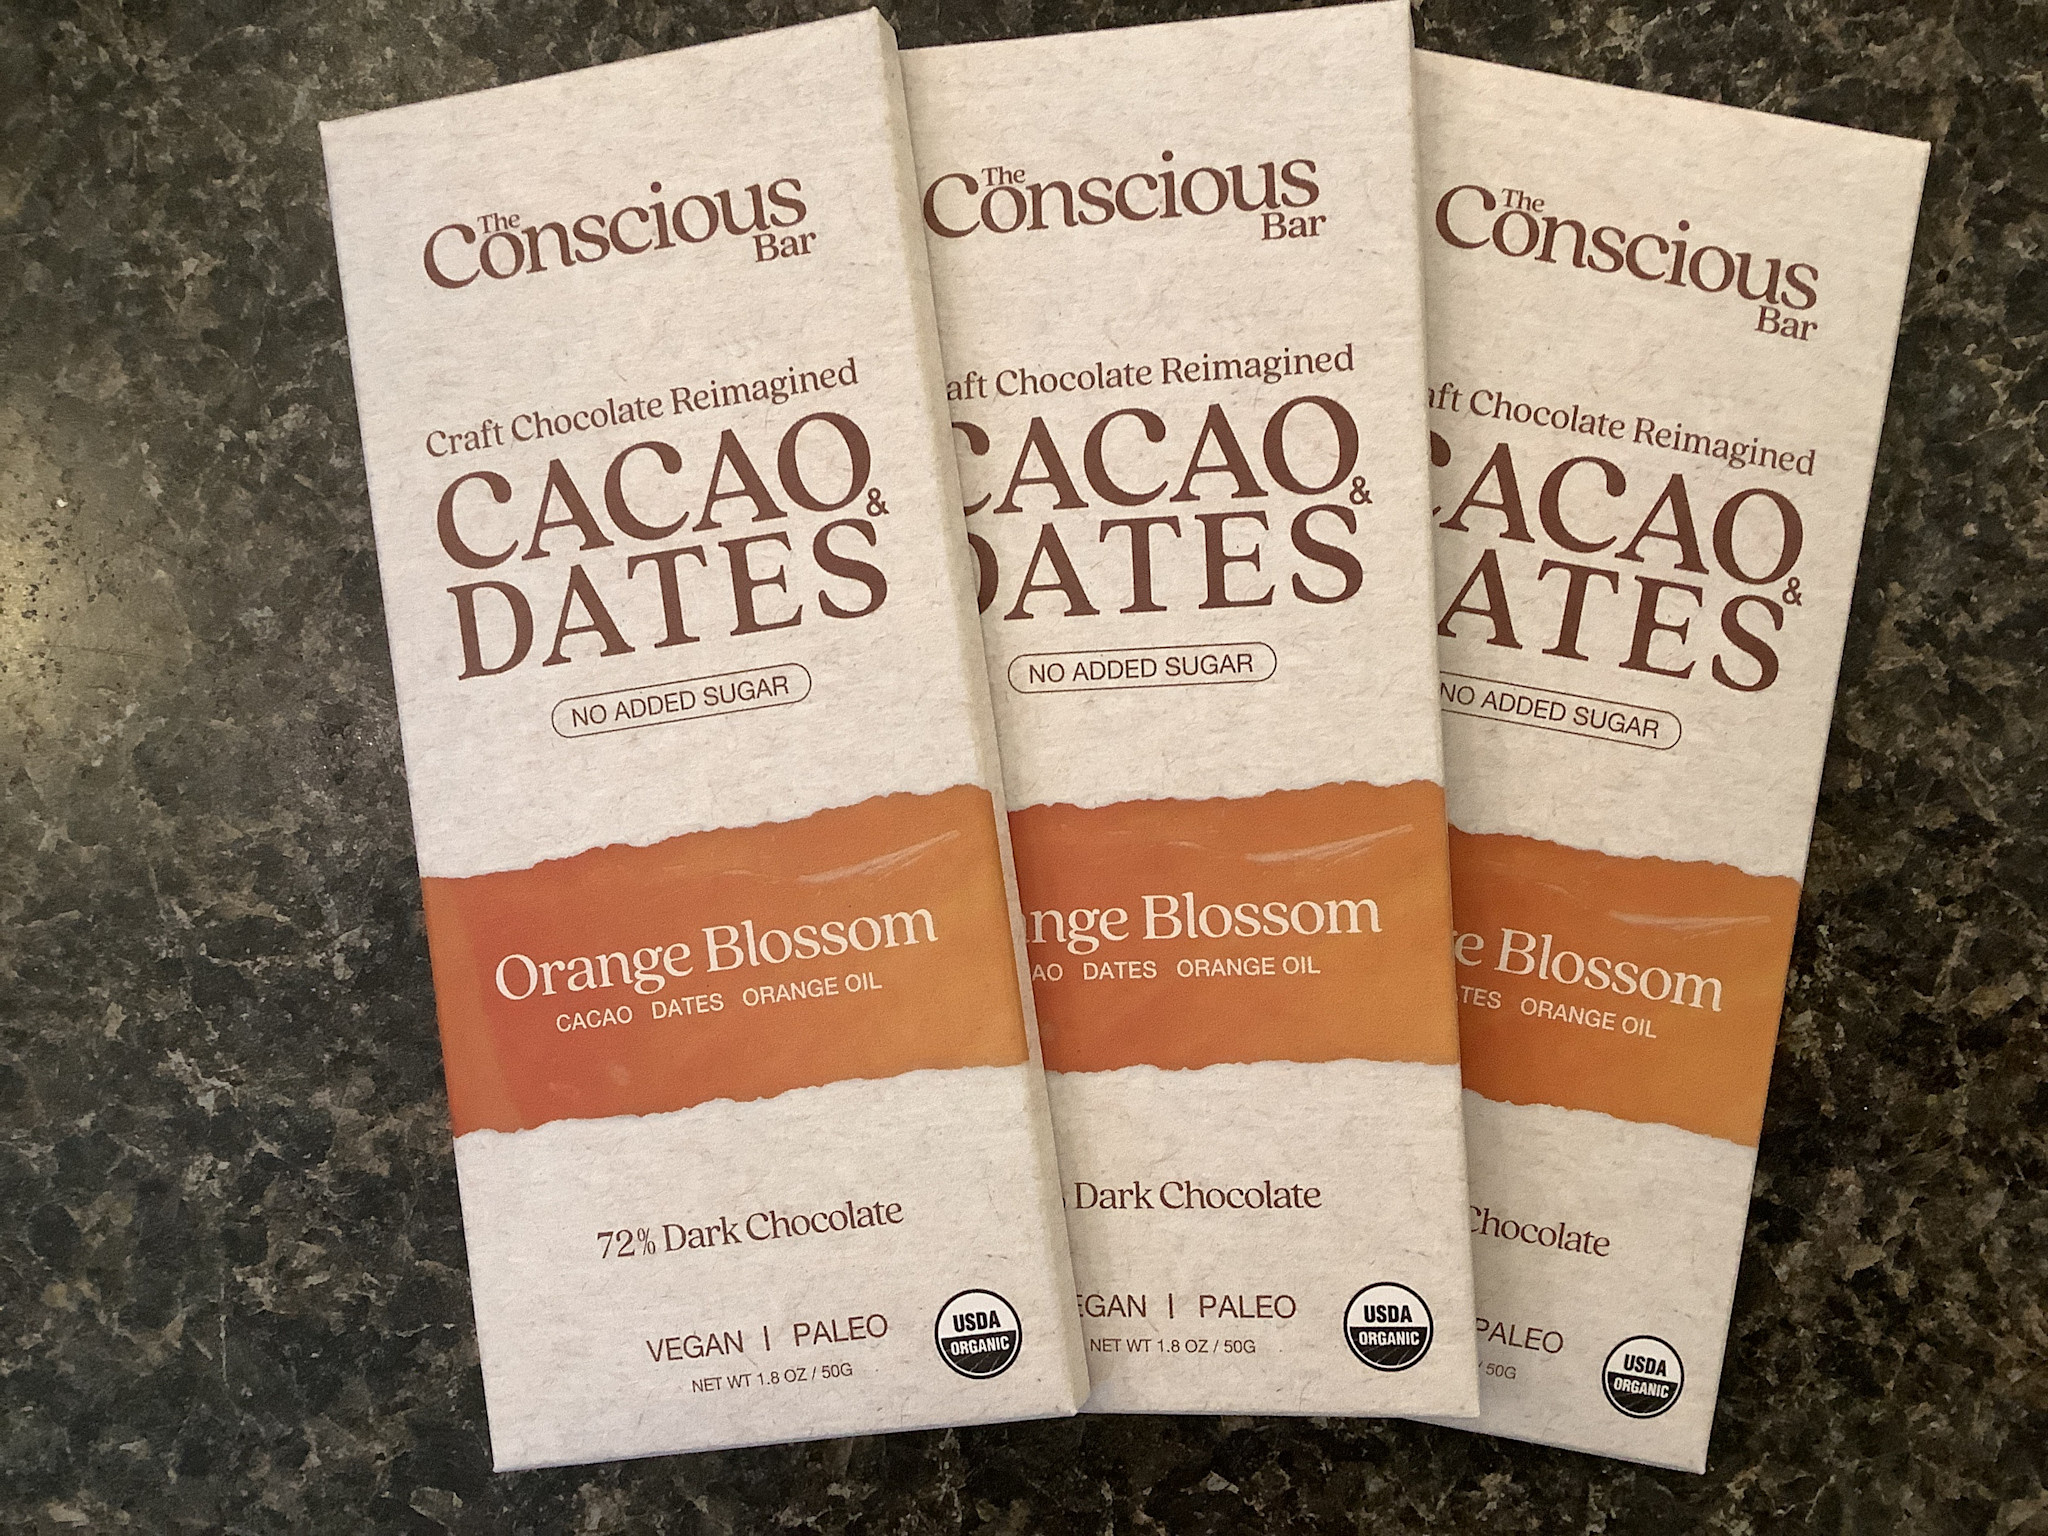 The
Conscious
Bar
Craft Chocolate Reimagined
CACAO
&
DATES
NO ADDED SUGAR
Orange Blossom
CACAO DATES ORANGE OIL
72% Dark Chocolate
VEGAN | PALEO
NET WT 1.8 OZ / 50G
USDA
ORGANIC
The
Conscious
Bar
aft Chocolate Reimagined
CACAO
&
DATES
NO ADDED SUGAR
nge Blossom
AO DATES ORANGE OIL
Dark Chocolate
EGAN | PALEO
NET WT 1.8 OZ / 50G
USDA
ORGANIC
The
Conscious
Bar
ft Chocolate Reimagined
CACAO
&
ATES
NO ADDED SUGAR
e Blossom
TES ORANGE OIL
Chocolate
PALEO
/ 50G
USDA
ORGANIC